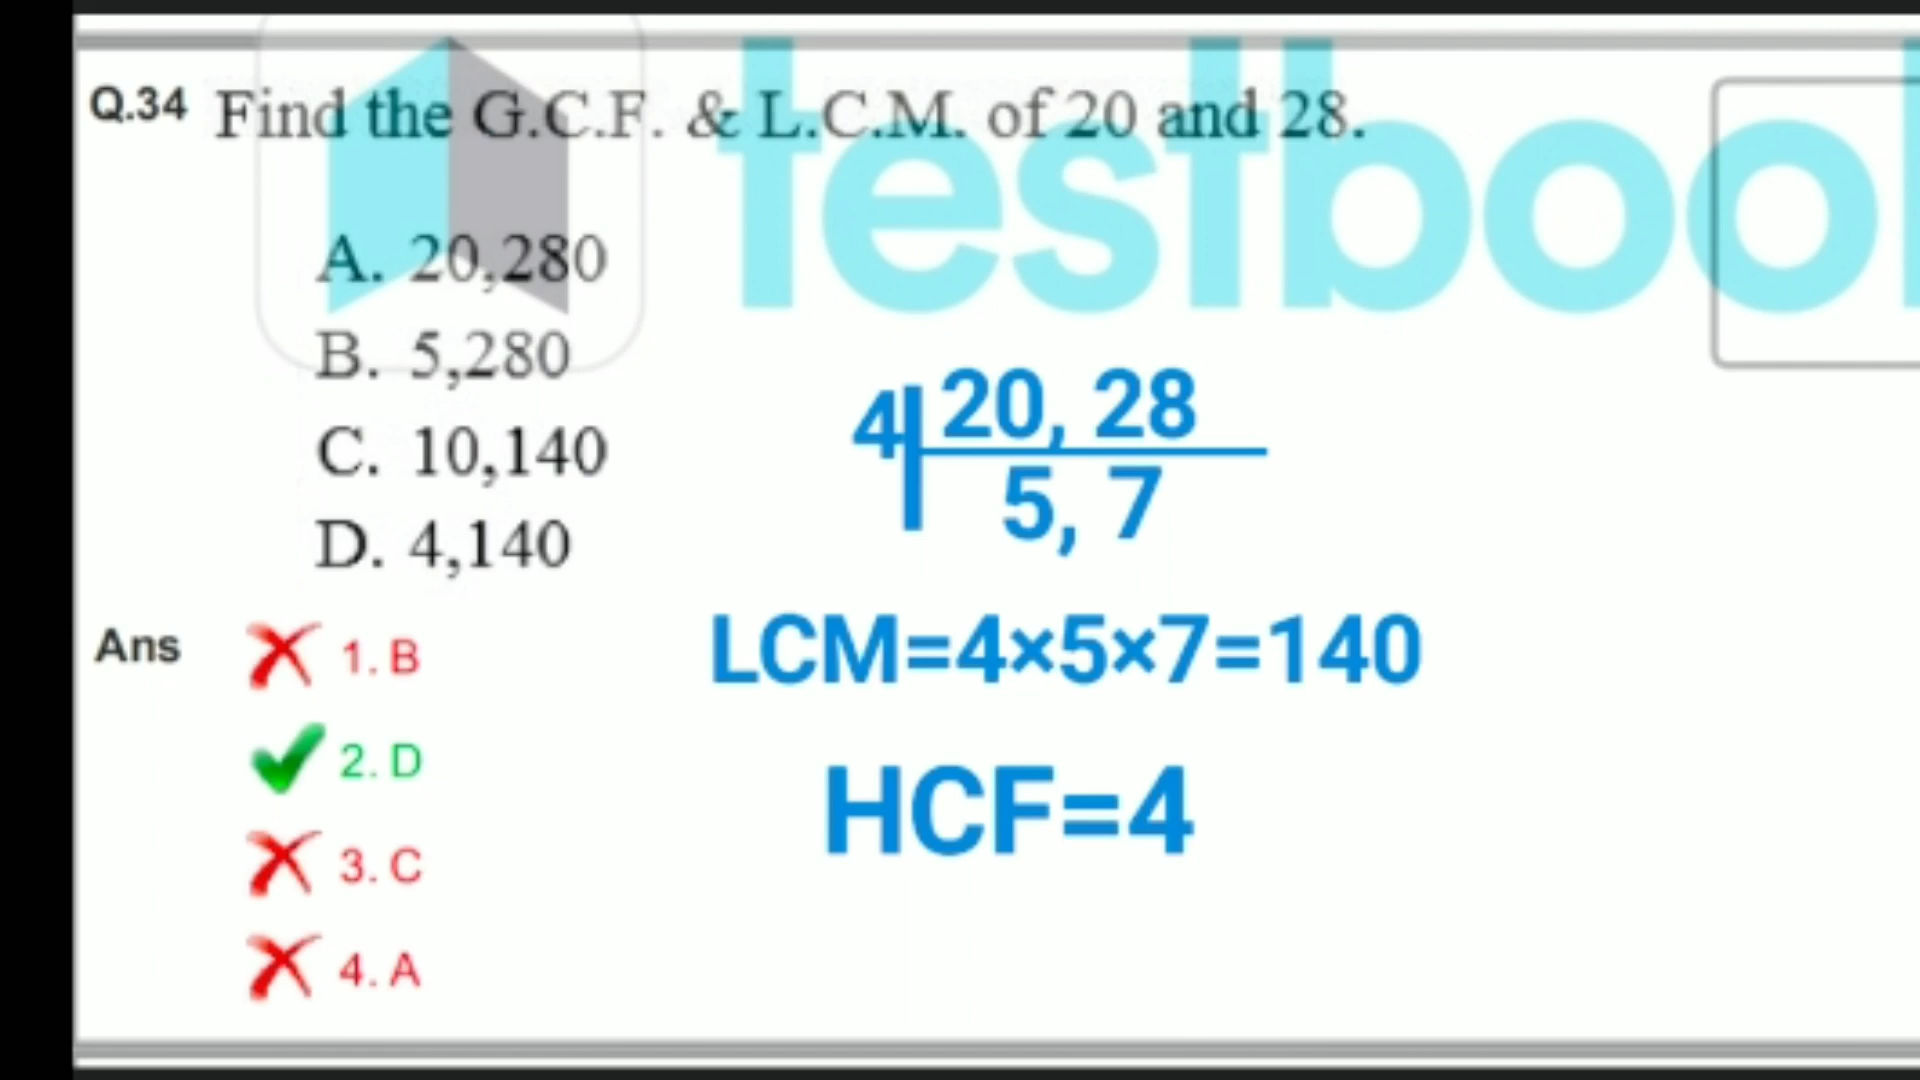 Q.34 Find the G.C.F. & L.C.M. of 20 and 28.
testbook
A. 20,280
B. 5,280
C. 10,140
D. 4,140
4 20, 28
5, 7
LCM=4×5×7=140
HCF=4
Ans 1. B
2. D
3. C
4. A